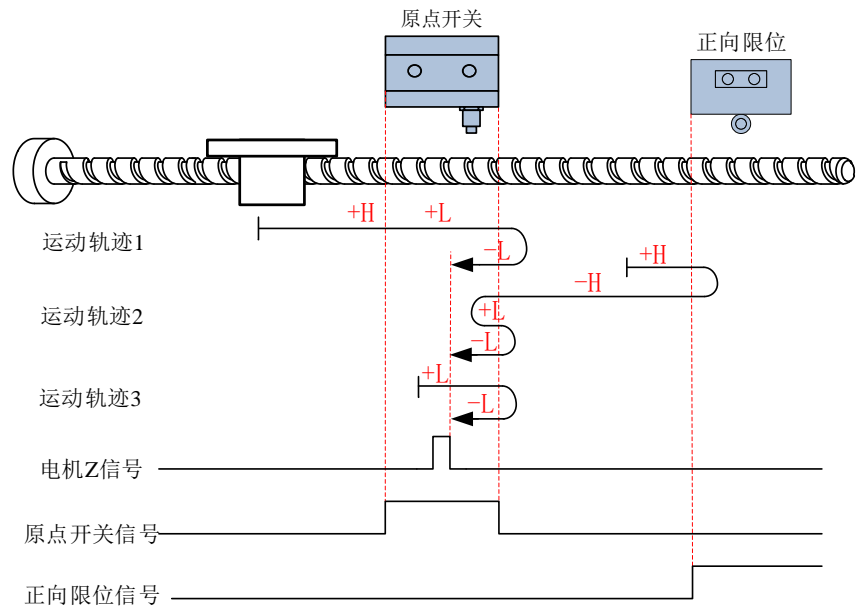 原点开关
正向限位
+H
+L
运动轨迹1
-L
+H
-H
运动轨迹2
+L
-L
+L
运动轨迹3
-L
电机Z信号
原点开关信号
正向限位信号